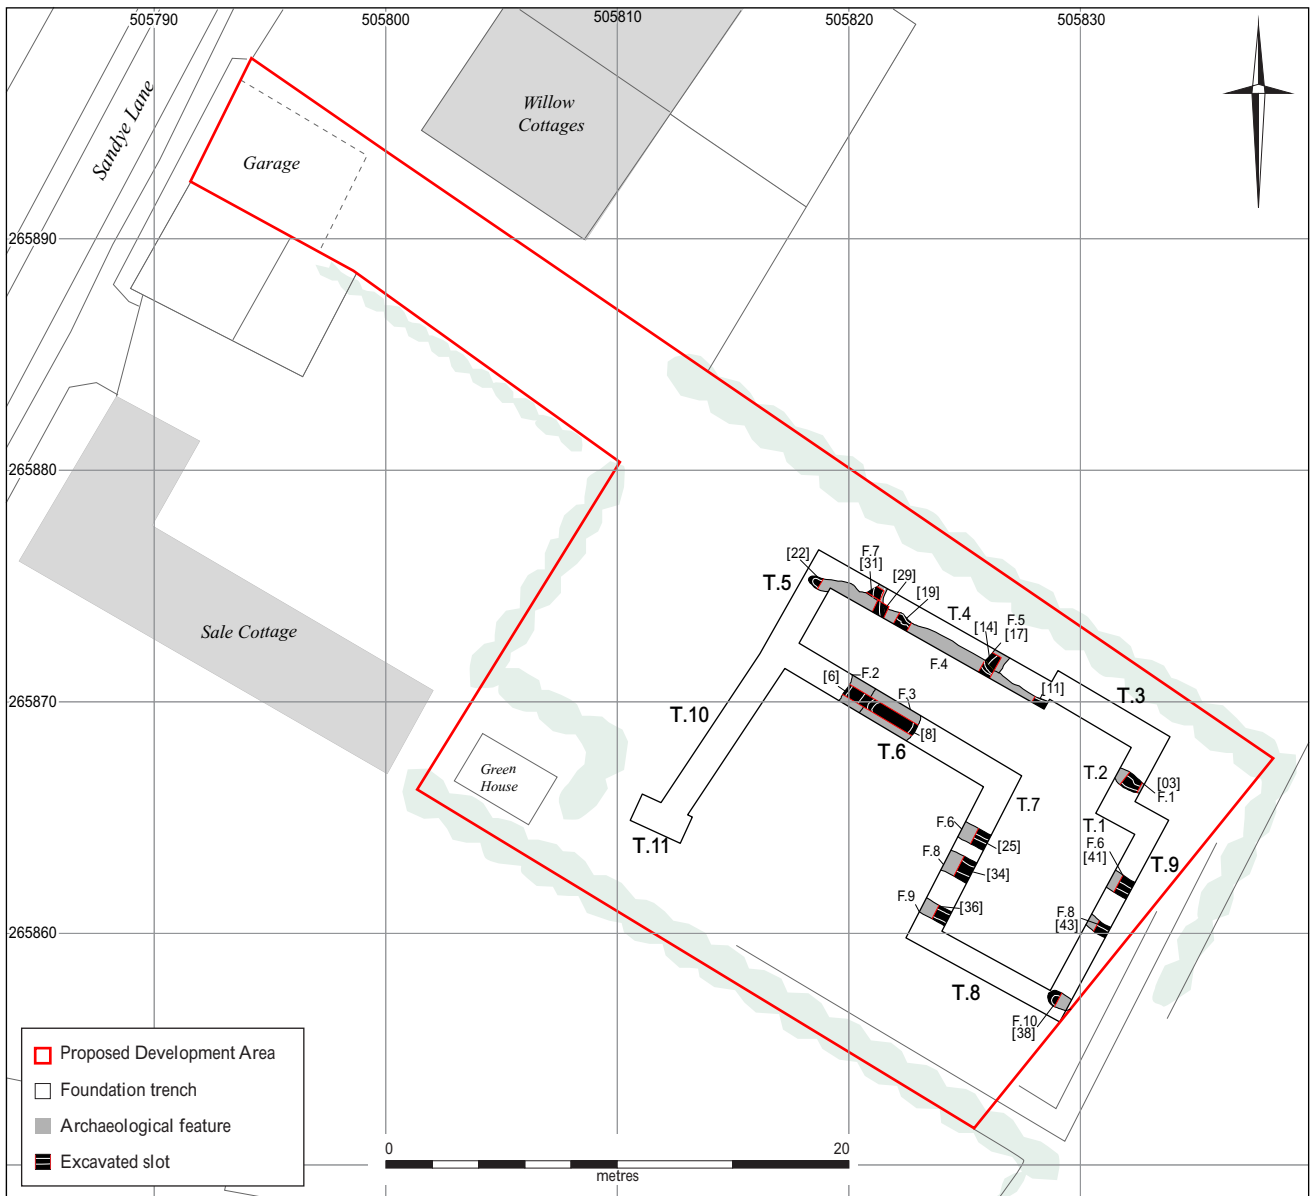 505790
505800
505810
505820
505830
Sandye Lane
Willow
Cottages
Garage
265890
265880
[22]
F.7
[31]
[29]
[19]
T.5
T.4
[14]
F.5
[17]
F.4
[6]
F.2
F.3
[11]
T.3
Sale Cottage
265870
T.10
[8]
T.6
T.2
[03]
F.1
Green
House
T.7
T.1
F.6
[25]
F.6
[41]
T.9
T.11
F.8
[34]
F.9
[36]
F.8
[43]
265860
T.8
F.10
[38]
Proposed Development Area
Foundation trench
Archaeological feature
Excavated slot
0
20
metres